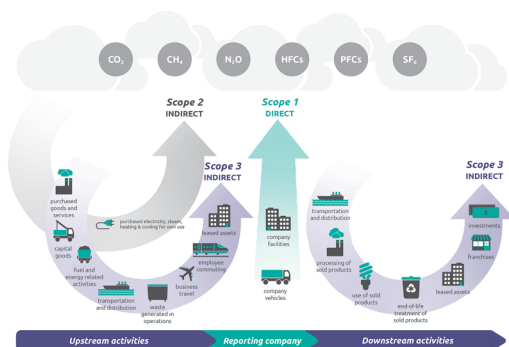 CO₂
CH₄
N₂O
HFCs
PFCs
SF₆
Scope 2
INDIRECT
Scope 1
DIRECT
Scope 3
INDIRECT
Scope 3
INDIRECT
purchased
goods and
services
capital
goods
fuel and
energy related
activities
transportation
and distribution
waste
generated in
operations
business
travel
employee
commuting
leased assets
purchased electricity, steam,
heating & cooling for own use
company
facilities
company
vehicles
transportation
and distribution
processing of
sold products
use of sold
products
end-of-life
treatment of
sold products
leased assets
franchises
investments
Upstream activities
Reporting company
Downstream activities